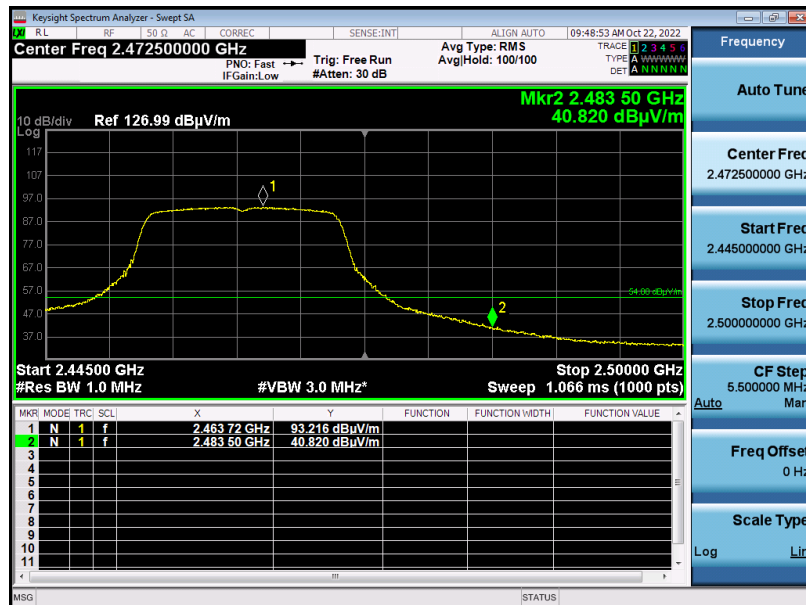 Keysight Spectrum Analyzer - Swept SA
LXI RL RF 50 Ω AC CORREC SENSE:INT ALIGN AUTO 09:48:53 AM Oct 22, 2022
Center Freq 2.472500000 GHz
PNO: Fast
IFGain:Low
Trig: Free Run
#Atten: 30 dB
Avg Type: RMS
Avg|Hold: 100/100
TRACE 1 2 3 4 5 6
TYPE A WWWWW
DET A N N N N N
Mkr2 2.483 50 GHz
40.820 dBµV/m
10 dB/div Ref 126.99 dBµV/m
Log
117
107
97.0
1
87.0
77.0
67.0
57.0
54.00 dBµV/m
47.0
2
37.0
Start 2.44500 GHz Stop 2.50000 GHz
#Res BW 1.0 MHz #VBW 3.0 MHz* Sweep 1.066 ms (1000 pts)
MKR MODE TRC SCL X Y FUNCTION FUNCTION WIDTH FUNCTION VALUE
1 N 1 f 2.463 72 GHz 93.216 dBµV/m
2 N 1 f 2.483 50 GHz 40.820 dBµV/m
3
4
5
6
7
8
9
10
11
MSG STATUS
Frequency
Auto Tune
Center Freq
2.472500000 GHz
Start Freq
2.445000000 GHz
Stop Freq
2.500000000 GHz
CF Step
5.500000 MHz
Auto Man
Freq Offset
0 Hz
Scale Type
Log Lin